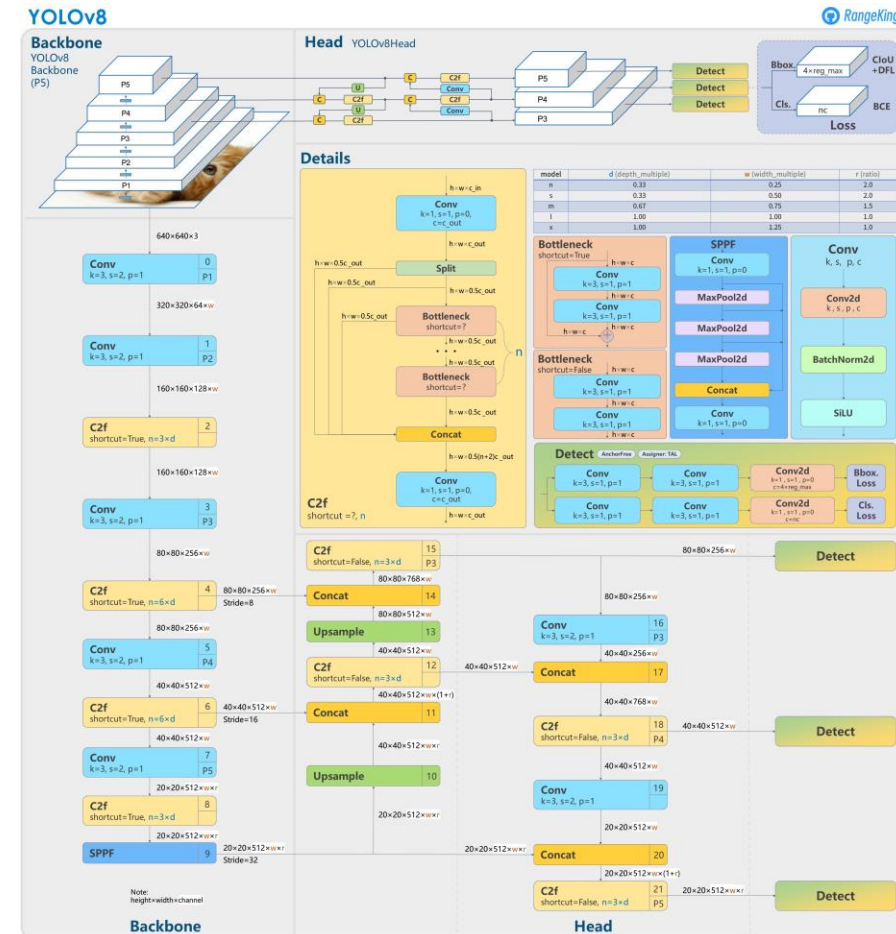 YOLOv8
RangeKing
Backbone
YOLOv8
Backbone
(P5)
P5
P4
P3
P2
P1
Head YOLOv8Head
C
C2f
U
Conv
C
C2f
C
C2f
U
Conv
C
C2f
P5
P4
P3
Detect
Detect
Detect
Bbox.
4×reg_max
CIoU
+DFL
Cls.
nc
BCE
Loss
640×640×3
Conv
k=3, s=2, p=1
0
P1
320×320×64×w
Conv
k=3, s=2, p=1
1
P2
160×160×128×w
C2f
shortcut=True, n=3×d
2
160×160×128×w
Conv
k=3, s=2, p=1
3
P3
80×80×256×w
C2f
shortcut=True, n=6×d
4
80×80×256×w
Stride=8
80×80×256×w
Conv
k=3, s=2, p=1
5
P4
40×40×512×w
C2f
shortcut=True, n=6×d
6
40×40×512×w
Stride=16
40×40×512×w
Conv
k=3, s=2, p=1
7
P5
20×20×512×w×r
C2f
shortcut=True, n=3×d
8
20×20×512×w×r
SPPF
9
20×20×512×w×r
Stride=32
Note:
height×width×channel
Backbone
Details
h=w=c_in
Conv
k=1, s=1, p=0,
c=c_out
h=w=c_out
Split
h=w=0.5c_out
h=w=0.5c_out
h=w=0.5c_out
h=w=0.5c_out
Bottleneck
shortcut=?
h=w=0.5c_out
• • •
n
h=w=0.5c_out
Bottleneck
shortcut=?
h=w=0.5c_out
Concat
h=w=0.5(n+2)c_out
Conv
k=1, s=1, p=0,
c=c_out
h=w=c_out
C2f
shortcut =?, n
model d (depth_multiple) w (width_multiple) r (ratio)
n 0.33 0.25 2.0
s 0.33 0.50 2.0
m 0.67 0.75 1.5
l 1.00 1.00 1.0
x 1.00 1.25 1.0
Bottleneck
shortcut=True
h=w=c
Conv
k=3, s=1, p=1
h=w=c
Conv
k=3, s=1, p=1
h=w=c
h=w=c
Bottleneck
shortcut=False
h=w=c
Conv
k=3, s=1, p=1
Conv
k=3, s=1, p=1
h=w=c
SPPF
Conv
k=1, s=1, p=0
MaxPool2d
MaxPool2d
MaxPool2d
Concat
Conv
k=1, s=1, p=0
Conv
k, s, p, c
Conv2d
k , s , p , c
BatchNorm2d
SiLU
Detect AnchorFree Assigner: TAL
Conv
k=3, s=1, p=1
Conv
k=3, s=1, p=1
Conv2d
k=1 , s=1 , p=0
c=4×reg_max
Bbox.
Loss
Conv
k=3, s=1, p=1
Conv
k=3, s=1, p=1
Conv2d
k=1 , s=1 , p=0
c=nc
Cls.
Loss
C2f
shortcut=False, n=3×d
15
P3
80×80×256×w
Detect
80×80×768×w
Concat
14
80×80×512×w
Upsample
13
40×40×512×w
C2f
shortcut=False, n=3×d
12
40×40×512×w
40×40×512×w×(1+r)
Concat
11
40×40×512×w×r
Upsample
10
20×20×512×w×r
80×80×256×w
Conv
k=3, s=2, p=1
16
P3
40×40×256×w
Concat
17
40×40×768×w
C2f
shortcut=False, n=3×d
18
P4
40×40×512×w
Detect
40×40×512×w
Conv
k=3, s=2, p=1
19
20×20×512×w
20×20×512×w×r
Concat
20
20×20×512×w×(1+r)
C2f
shortcut=False, n=3×d
21
P5
20×20×512×w×r
Detect
Head